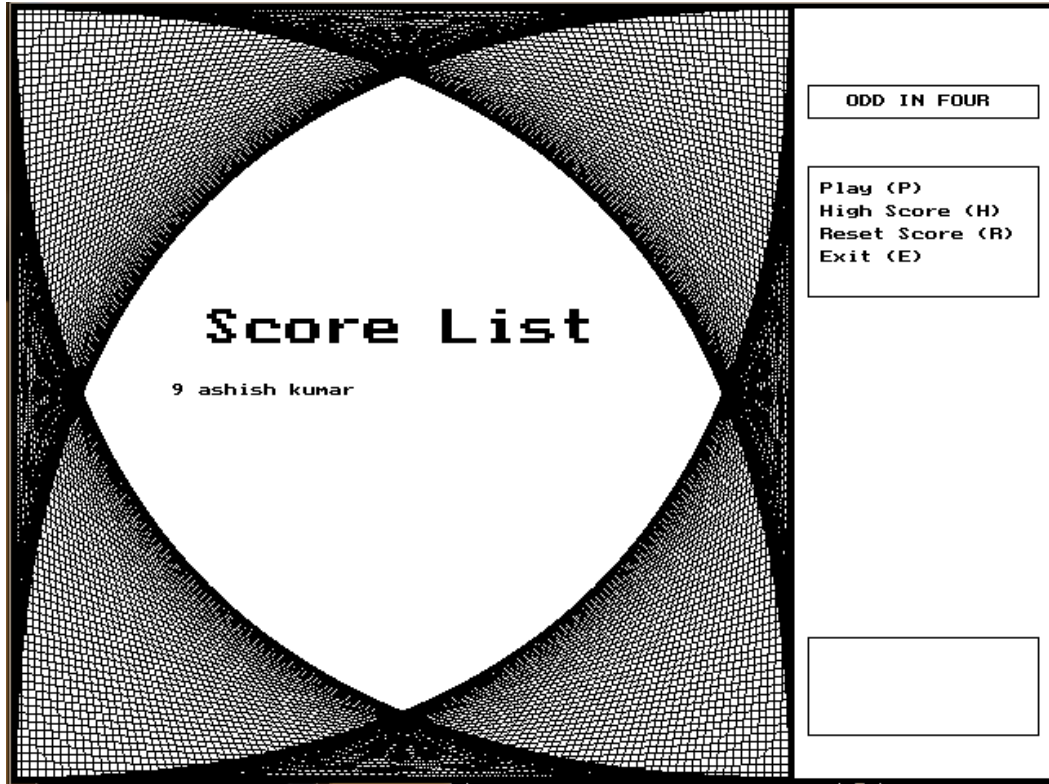 Score List
9 ashish kumar
ODD IN FOUR
Play (P)
High Score (H)
Reset Score (R)
Exit (E)